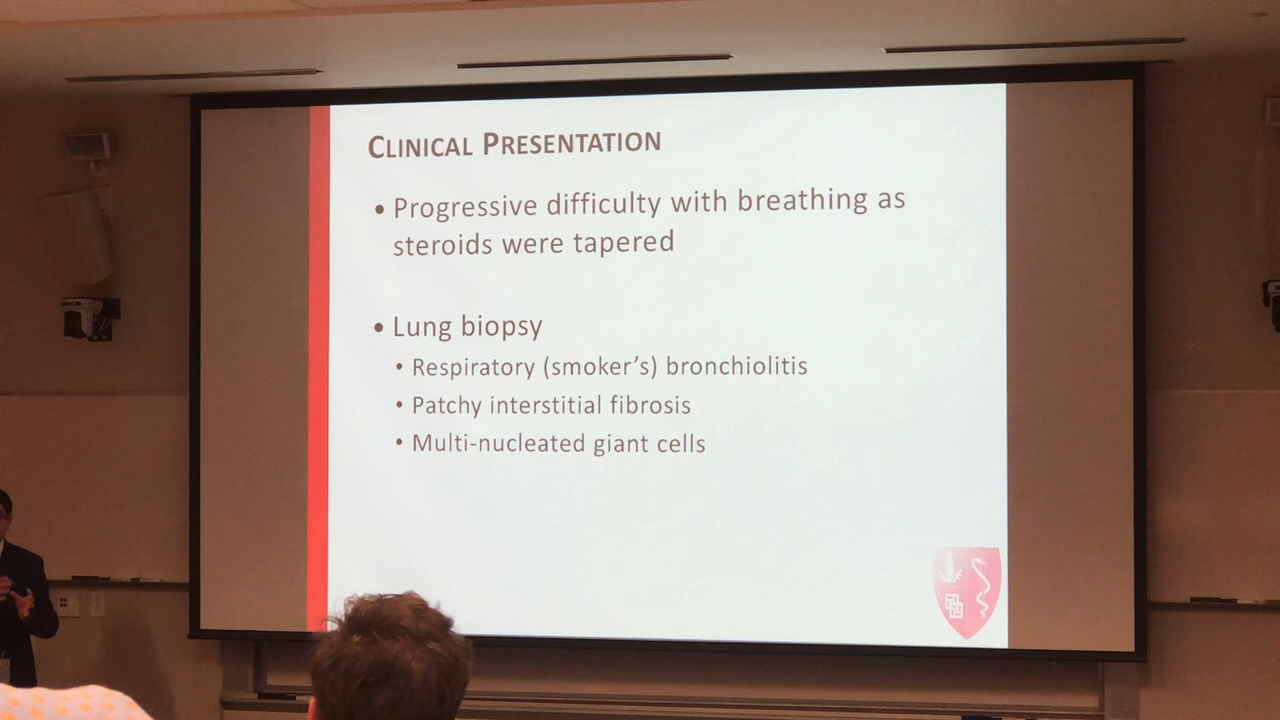 CLINICAL PRESENTATION
• Progressive difficulty with breathing as
steroids were tapered
• Lung biopsy
• Respiratory (smoker's) bronchiolitis
• Patchy interstitial fibrosis
• Multi-nucleated giant cells